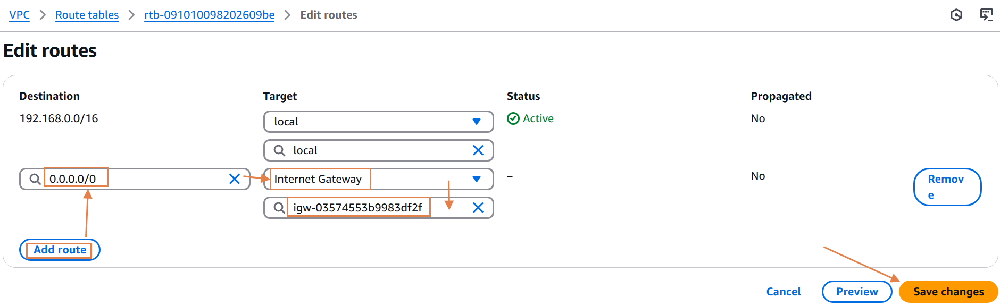 VPC > Route tables > rtb-091010098202609be > Edit routes
Edit routes
Destination Target Status Propagated
192.168.0.0/16 local Active No
local
0.0.0.0/0 Internet Gateway – No Remov
e
igw-03574553b9983df2f
Add route
Cancel Preview Save changes